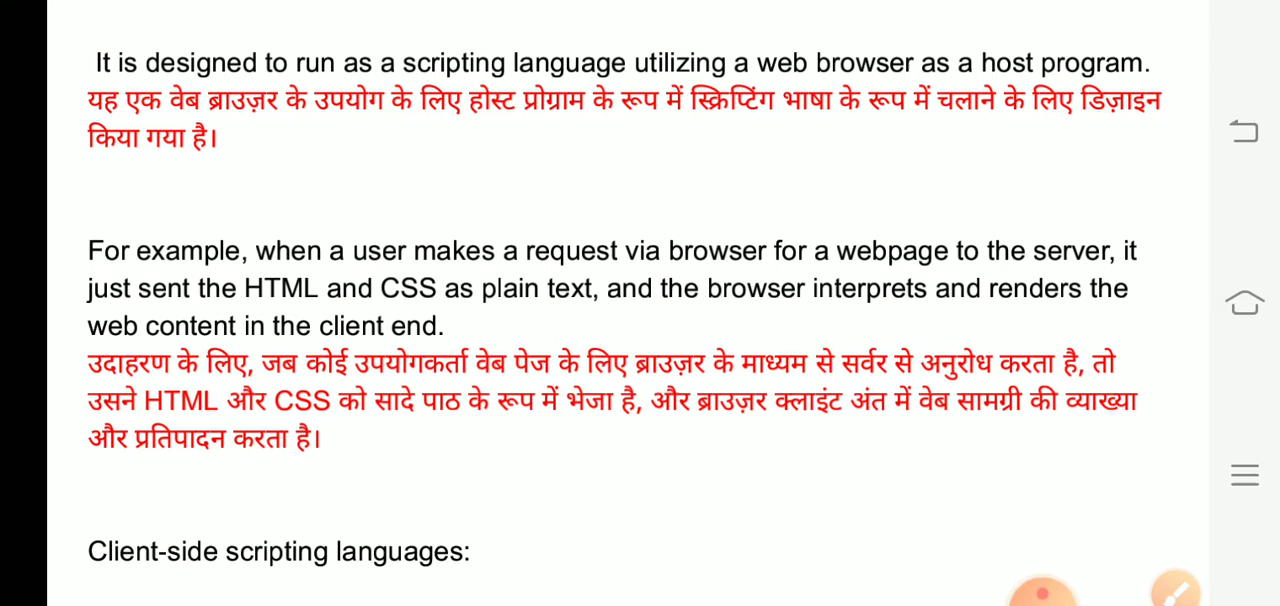 It is designed to run as a scripting language utilizing a web browser as a host program.
यह एक वेब ब्राउज़र के उपयोग के लिए होस्ट प्रोग्राम के रूप में स्क्रिप्टिंग भाषा के रूप में चलाने के लिए डिज़ाइन
किया गया है।
For example, when a user makes a request via browser for a webpage to the server, it
just sent the HTML and CSS as plain text, and the browser interprets and renders the
web content in the client end.
उदाहरण के लिए, जब कोई उपयोगकर्ता वेब पेज के लिए ब्राउज़र के माध्यम से सर्वर से अनुरोध करता है, तो
उसने HTML और CSS को सादे पाठ के रूप में भेजा है, और ब्राउज़र क्लाइंट अंत में वेब सामग्री की व्याख्या
और प्रतिपादन करता है।
Client-side scripting languages: